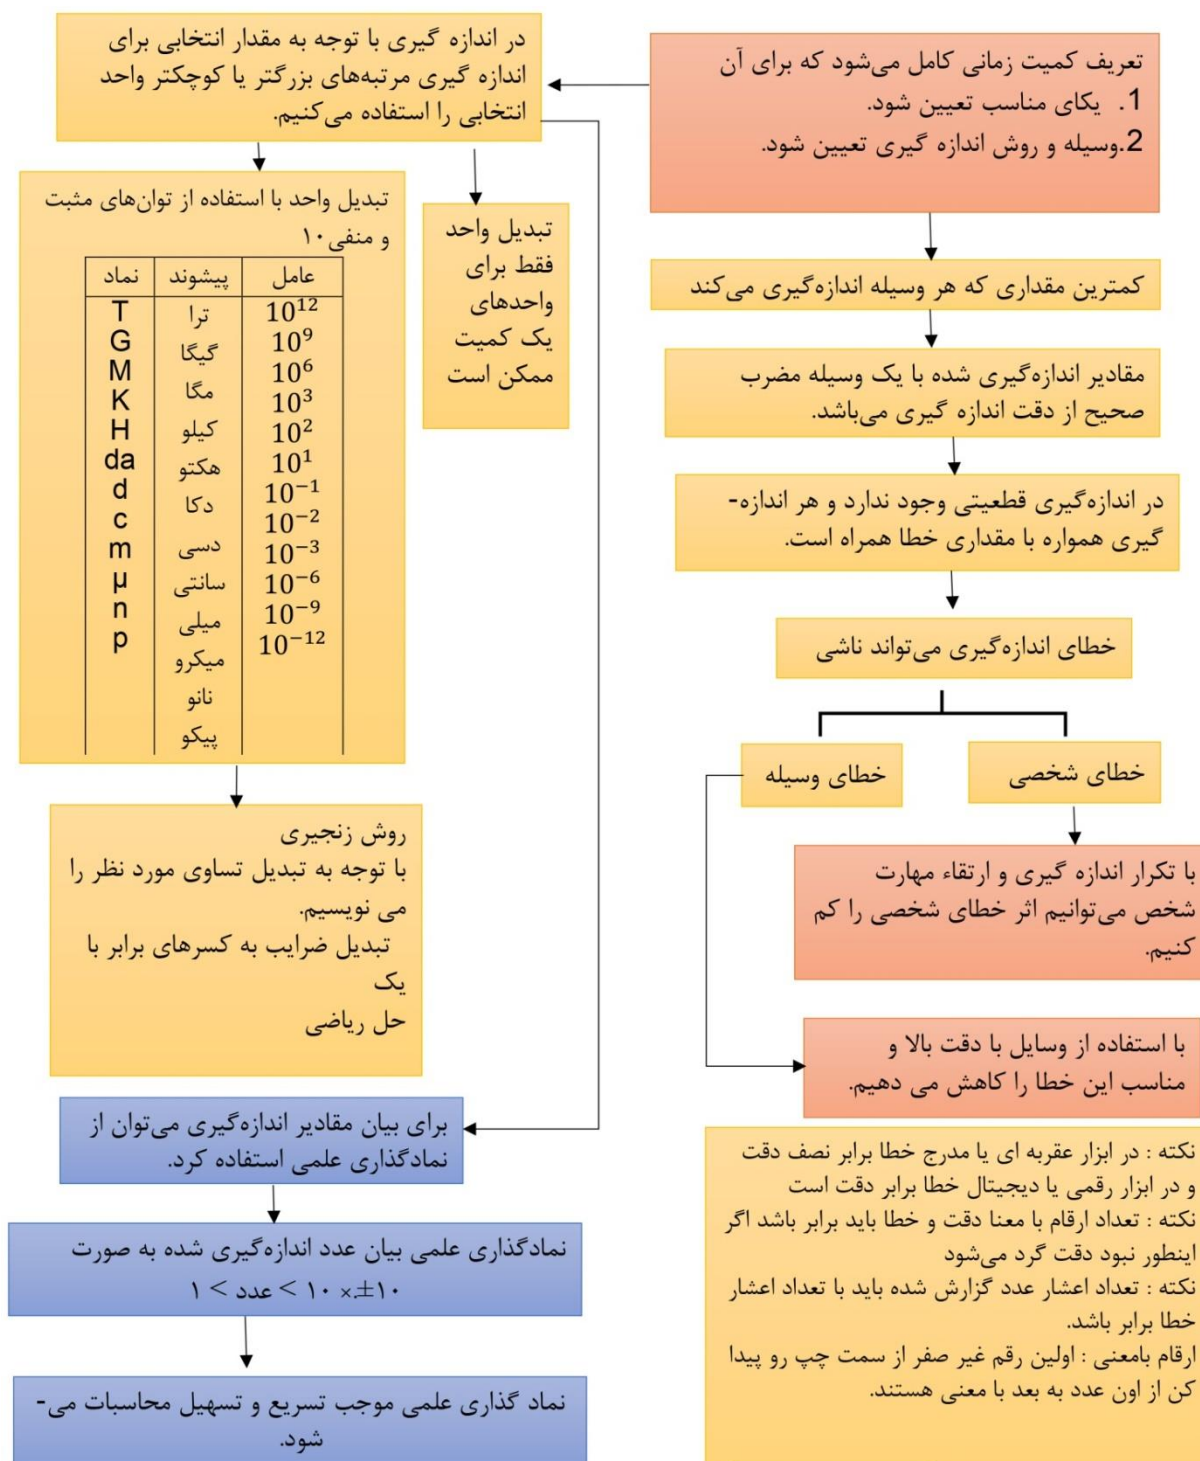 تعریف کمیت زمانی کامل می‌شود که برای آن
1. یکای مناسب تعیین شود.
2.وسیله و روش اندازه گیری تعیین شود.
کمترین مقداری که هر وسیله اندازه‌گیری می‌کند
مقادیر اندازه‌گیری شده با یک وسیله مضرب
صحیح از دقت اندازه گیری می‌باشد.
در اندازه‌گیری قطعیتی وجود ندارد و هر اندازه-
گیری همواره با مقداری خطا همراه است.
خطای اندازه‌گیری می‌تواند ناشی
خطای شخصی
خطای وسیله
با تکرار اندازه گیری و ارتقاء مهارت
شخص می‌توانیم اثر خطای شخصی را کم
کنیم.
با استفاده از وسایل با دقت بالا و
مناسب این خطا را کاهش می دهیم.
نکته : در ابزار عقربه ای یا مدرج خطا برابر نصف دقت
و در ابزار رقمی یا دیجیتال خطا برابر دقت است
نکته : تعداد ارقام با معنا دقت و خطا باید برابر باشد اگر
اینطور نبود دقت گرد می‌شود
نکته : تعداد اعشار عدد گزارش شده باید با تعداد اعشار
خطا برابر باشد.
ارقام بامعنی : اولین رقم غیر صفر از سمت چپ رو پیدا
کن از اون عدد به بعد با معنی هستند.
در اندازه گیری با توجه به مقدار انتخابی برای
اندازه گیری مرتبه‌های بزرگتر یا کوچکتر واحد
انتخابی را استفاده می‌کنیم.
تبدیل واحد
فقط برای
واحدهای
یک کمیت
ممکن است
تبدیل واحد با استفاده از توان‌های مثبت
و منفی۱۰
عامل پیشوند نماد
10¹² ترا T
10⁹ گیگا G
10⁶ مگا M
10³ کیلو K
10² هکتو H
10¹ دکا da
10⁻¹ دسی d
10⁻² سانتی c
10⁻³ میلی m
10⁻⁶ میکرو μ
10⁻⁹ نانو n
10⁻¹² پیکو p
روش زنجیری
با توجه به تبدیل تساوی مورد نظر را
می نویسیم.
تبدیل ضرایب به کسرهای برابر با
یک
حل ریاضی
برای بیان مقادیر اندازه‌گیری می‌توان از
نمادگذاری علمی استفاده کرد.
نمادگذاری علمی بیان عدد اندازه‌گیری شده به صورت
۱ < عدد < ۱۰ ×.±۱۰
نماد گذاری علمی موجب تسریع و تسهیل محاسبات می-
شود.